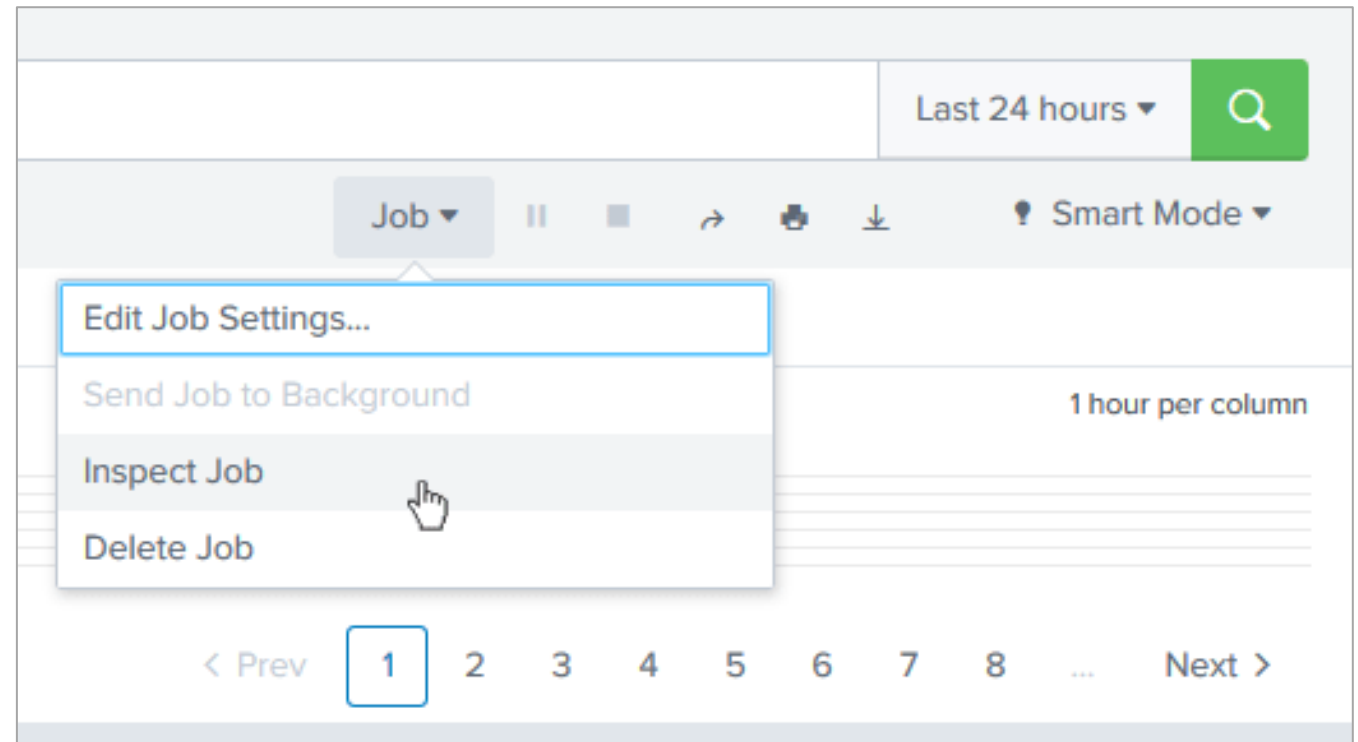 Last 24 hours
Job
Smart Mode
Edit Job Settings...
Send Job to Background
1 hour per column
Inspect Job
Delete Job
< Prev 1 2 3 4 5 6 7 8 ... Next >